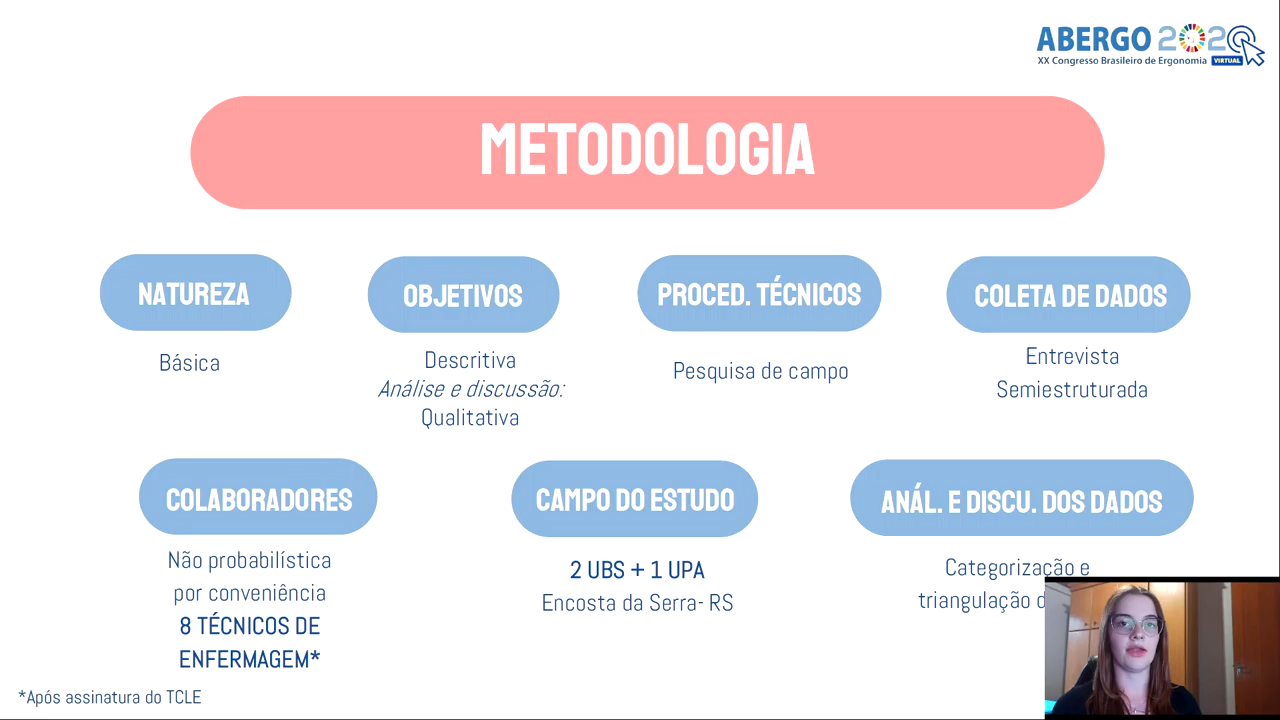 ABERGO 2020
XX Congresso Brasileiro de Ergonomia VIRTUAL
METODOLOGIA
NATUREZA
Básica
OBJETIVOS
Descritiva
Análise e discussão:
Qualitativa
PROCED. TÉCNICOS
Pesquisa de campo
COLETA DE DADOS
Entrevista
Semiestruturada
COLABORADORES
Não probabilística
por conveniência
8 TÉCNICOS DE
ENFERMAGEM*
CAMPO DO ESTUDO
2 UBS + 1 UPA
Encosta da Serra- RS
ANÁL. E DISCU. DOS DADOS
Categorização e
triangulação
*Após assinatura do TCLE